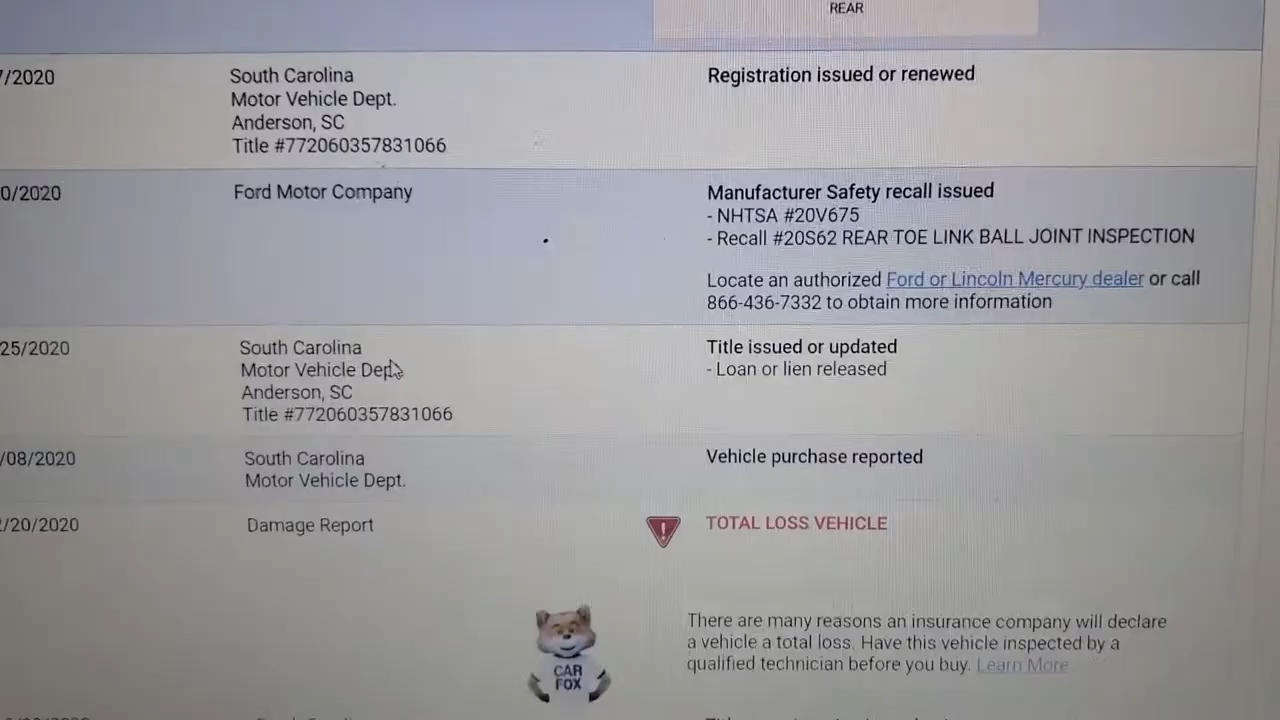 REAR
7/2020
South Carolina
Motor Vehicle Dept.
Anderson, SC
Title #772060357831066
Registration issued or renewed
0/2020
Ford Motor Company
Manufacturer Safety recall issued
- NHTSA #20V675
- Recall #20S62 REAR TOE LINK BALL JOINT INSPECTION
Locate an authorized Ford or Lincoln Mercury dealer or call
866-436-7332 to obtain more information
25/2020
South Carolina
Motor Vehicle Dep
Anderson, SC
Title #772060357831066
Title issued or updated
- Loan or lien released
/08/2020
South Carolina
Motor Vehicle Dept.
Vehicle purchase reported
/20/2020
Damage Report
TOTAL LOSS VEHICLE
CAR
FOX
There are many reasons an insurance company will declare
a vehicle a total loss. Have this vehicle inspected by a
qualified technician before you buy. Learn More